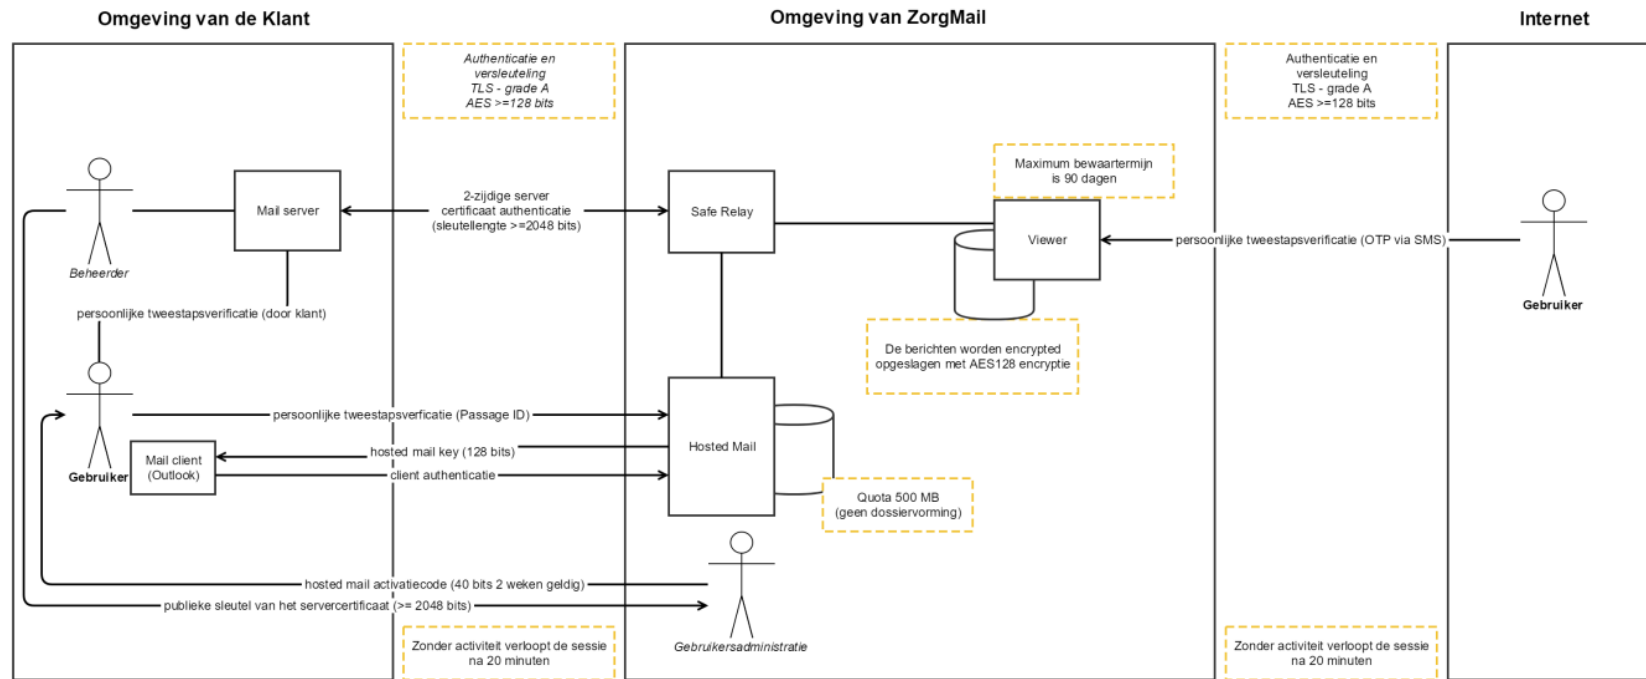 Omgeving van de Klant
Omgeving van ZorgMail
Internet
Authenticatie en
versleuteling
TLS - grade A
AES >=128 bits
Authenticatie en
versleuteling
TLS - grade A
AES >=128 bits
Maximum bewaartermijn
is 90 dagen
Mail server
2-zijdige server
certificaat authenticatie
(sleutellengte >=2048 bits)
Safe Relay
Viewer
persoonlijke tweestapsverificatie (OTP via SMS)
Beheerder
Gebruiker
persoonlijke tweestapsverificatie (door klant)
De berichten worden encrypted
opgeslagen met AES128 encryptie
persoonlijke tweestapsverficatie (Passage ID)
Hosted Mail
hosted mail key (128 bits)
Mail client
(Outlook)
Gebruiker
client authenticatie
Quota 500 MB
(geen dossiervorming)
hosted mail activatiecode (40 bits 2 weken geldig)
publieke sleutel van het servercertificaat (>= 2048 bits)
Gebruikersadministratie
Zonder activiteit verloopt de sessie
na 20 minuten
Zonder activiteit verloopt de sessie
na 20 minuten